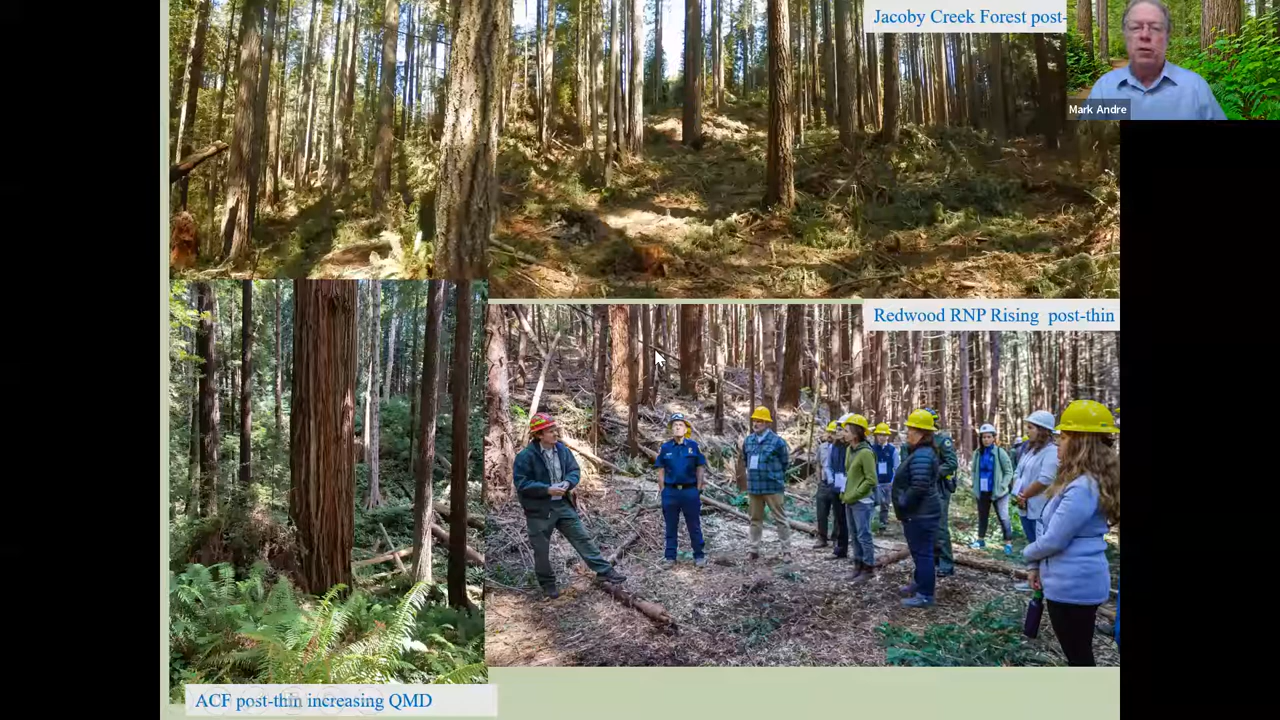 Jacoby Creek Forest post-
Mark Andre
Redwood RNP Rising post-thin
ACF post-thin increasing QMD